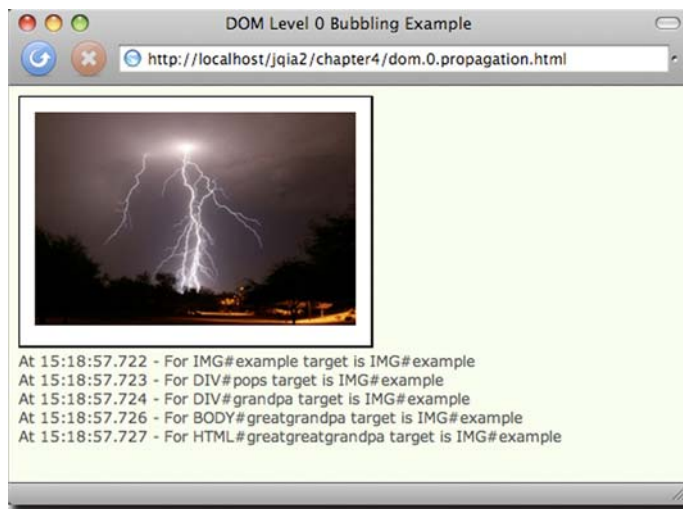 DOM Level 0 Bubbling Example
http://localhost/jqia2/chapter4/dom.0.propagation.html
At 15:18:57.722 - For IMG#example target is IMG#example
At 15:18:57.723 - For DIV#pops target is IMG#example
At 15:18:57.724 - For DIV#grandpa target is IMG#example
At 15:18:57.726 - For BODY#greatgrandpa target is IMG#example
At 15:18:57.727 - For HTML#greatgreatgrandpa target is IMG#example